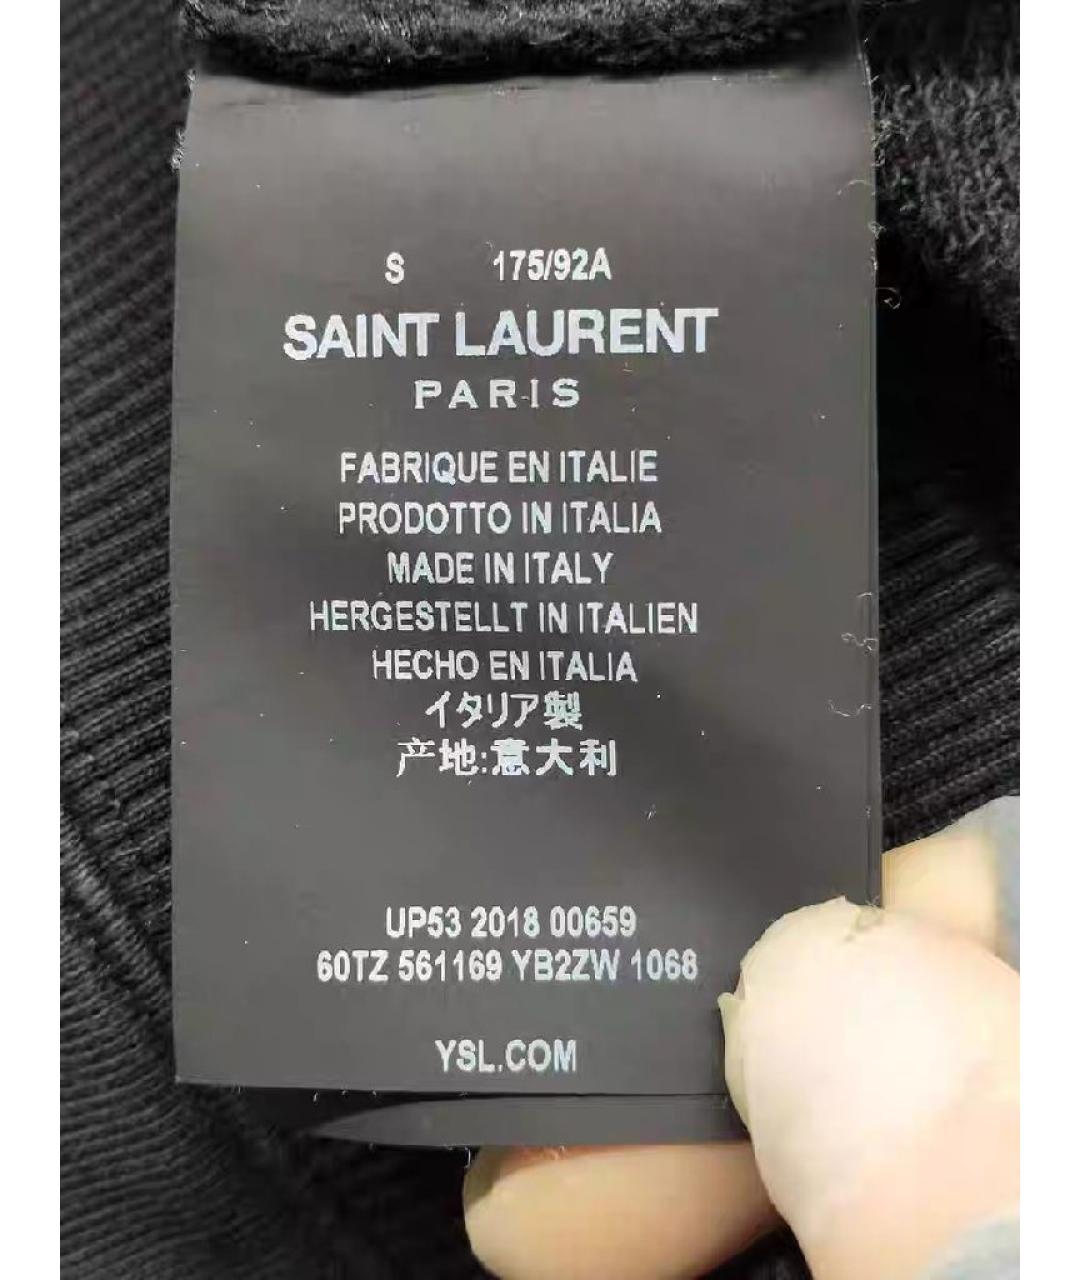 S 175/92A
SAINT LAURENT
PARIS
FABRIQUE EN ITALIE
PRODOTTO IN ITALIA
MADE IN ITALY
HERGESTELLT IN ITALIEN
HECHO EN ITALIA
イタリア製
产地:意大利
UP53 2018 00659
60TZ 561169 YB2ZW 1068
YSL.COM